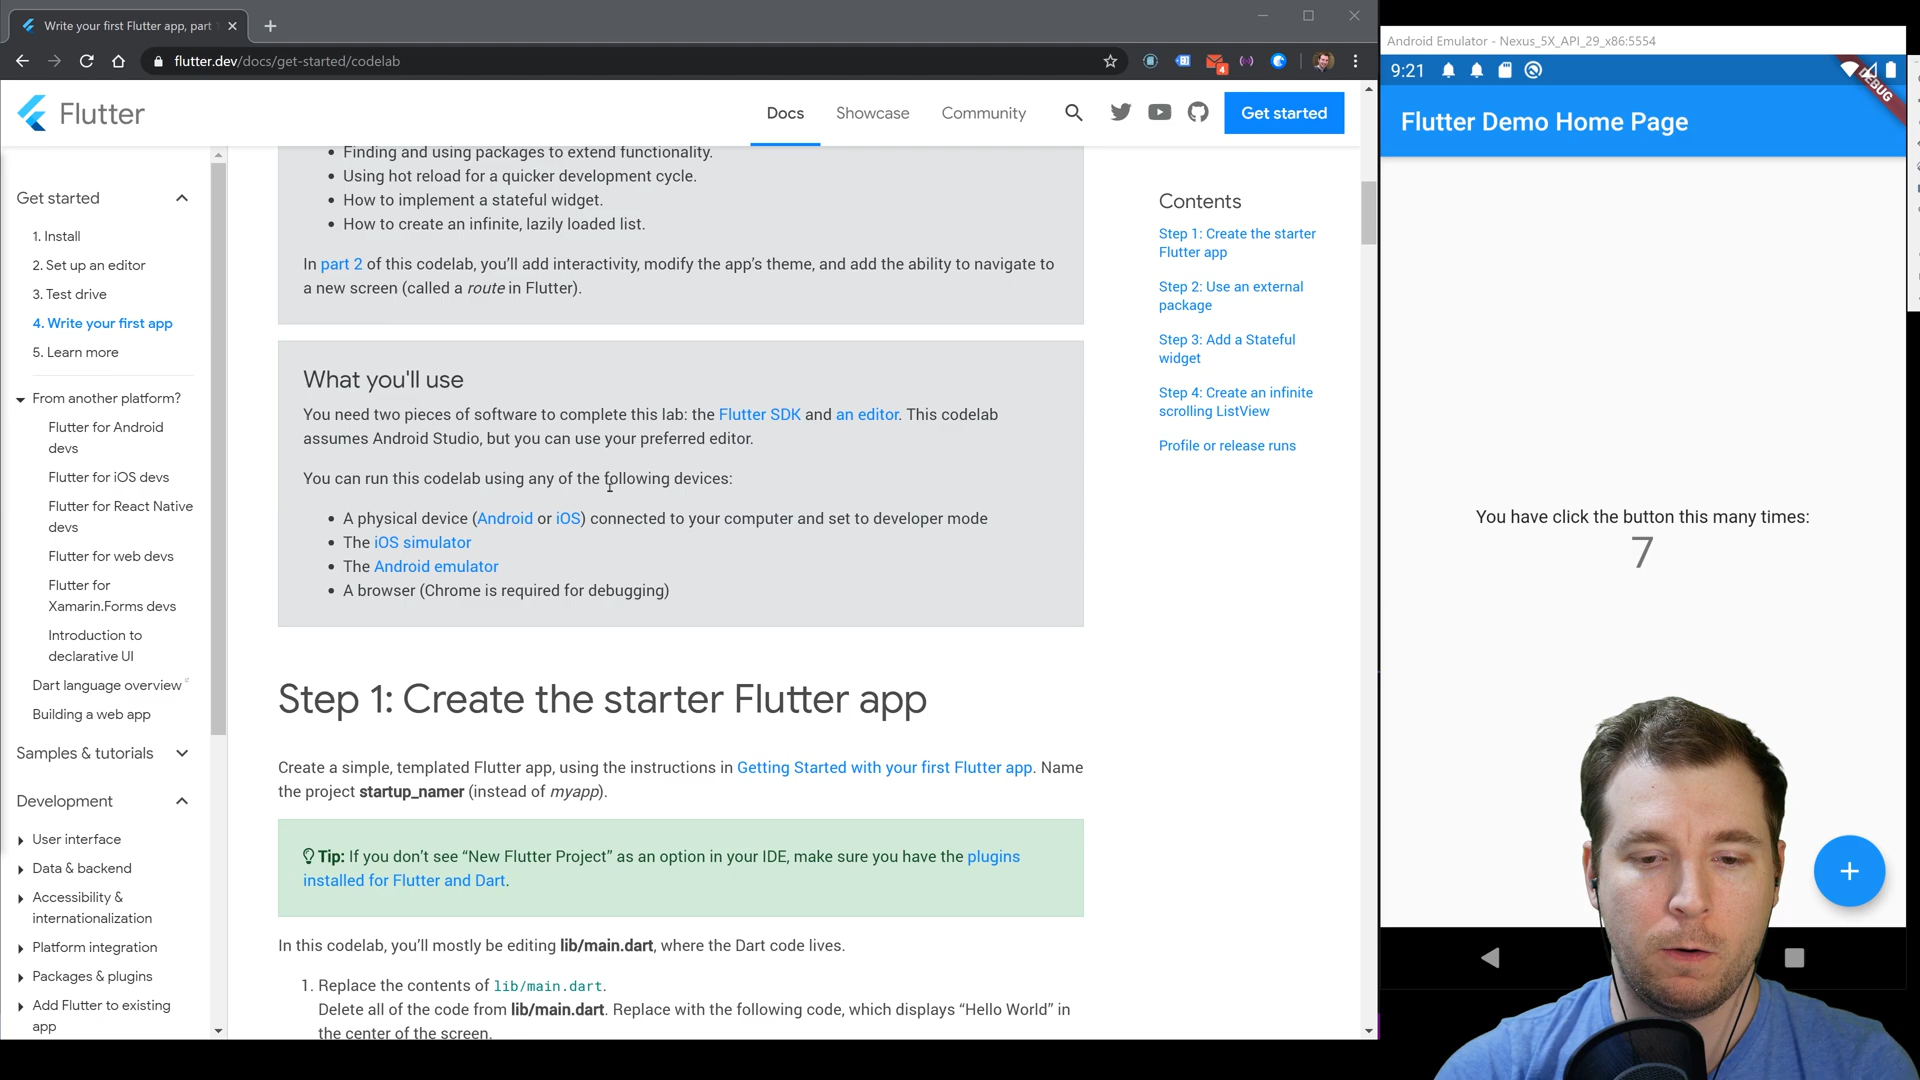 Write your first Flutter app, part
flutter.dev/docs/get-started/codelab
4
Flutter
Docs
Showcase
Community
Get started
Get started
1. Install
2. Set up an editor
3. Test drive
4. Write your first app
5. Learn more
From another platform?
Flutter for Android
devs
Flutter for iOS devs
Flutter for React Native
devs
Flutter for web devs
Flutter for
Xamarin.Forms devs
Introduction to
declarative UI
Dart language overview
Building a web app
Samples & tutorials
Development
User interface
Data & backend
Accessibility &
internationalization
Platform integration
Packages & plugins
Add Flutter to existing
app
• Finding and using packages to extend functionality.
• Using hot reload for a quicker development cycle.
• How to implement a stateful widget.
• How to create an infinite, lazily loaded list.
In part 2 of this codelab, you'll add interactivity, modify the app's theme, and add the ability to navigate to
a new screen (called a route in Flutter).
What you'll use
You need two pieces of software to complete this lab: the Flutter SDK and an editor. This codelab
assumes Android Studio, but you can use your preferred editor.
You can run this codelab using any of the following devices:
• A physical device (Android or iOS) connected to your computer and set to developer mode
• The iOS simulator
• The Android emulator
• A browser (Chrome is required for debugging)
Step 1: Create the starter Flutter app
Create a simple, templated Flutter app, using the instructions in Getting Started with your first Flutter app. Name
the project startup_namer (instead of myapp).
Tip: If you don't see “New Flutter Project” as an option in your IDE, make sure you have the plugins
installed for Flutter and Dart.
In this codelab, you'll mostly be editing lib/main.dart, where the Dart code lives.
1. Replace the contents of lib/main.dart.
Delete all of the code from lib/main.dart. Replace with the following code, which displays “Hello World” in
the center of the screen.
Contents
Step 1: Create the starter
Flutter app
Step 2: Use an external
package
Step 3: Add a Stateful
widget
Step 4: Create an infinite
scrolling ListView
Profile or release runs
Android Emulator - Nexus_5X_API_29_x86:5554
9:21
DEBUG
Flutter Demo Home Page
You have click the button this many times:
7